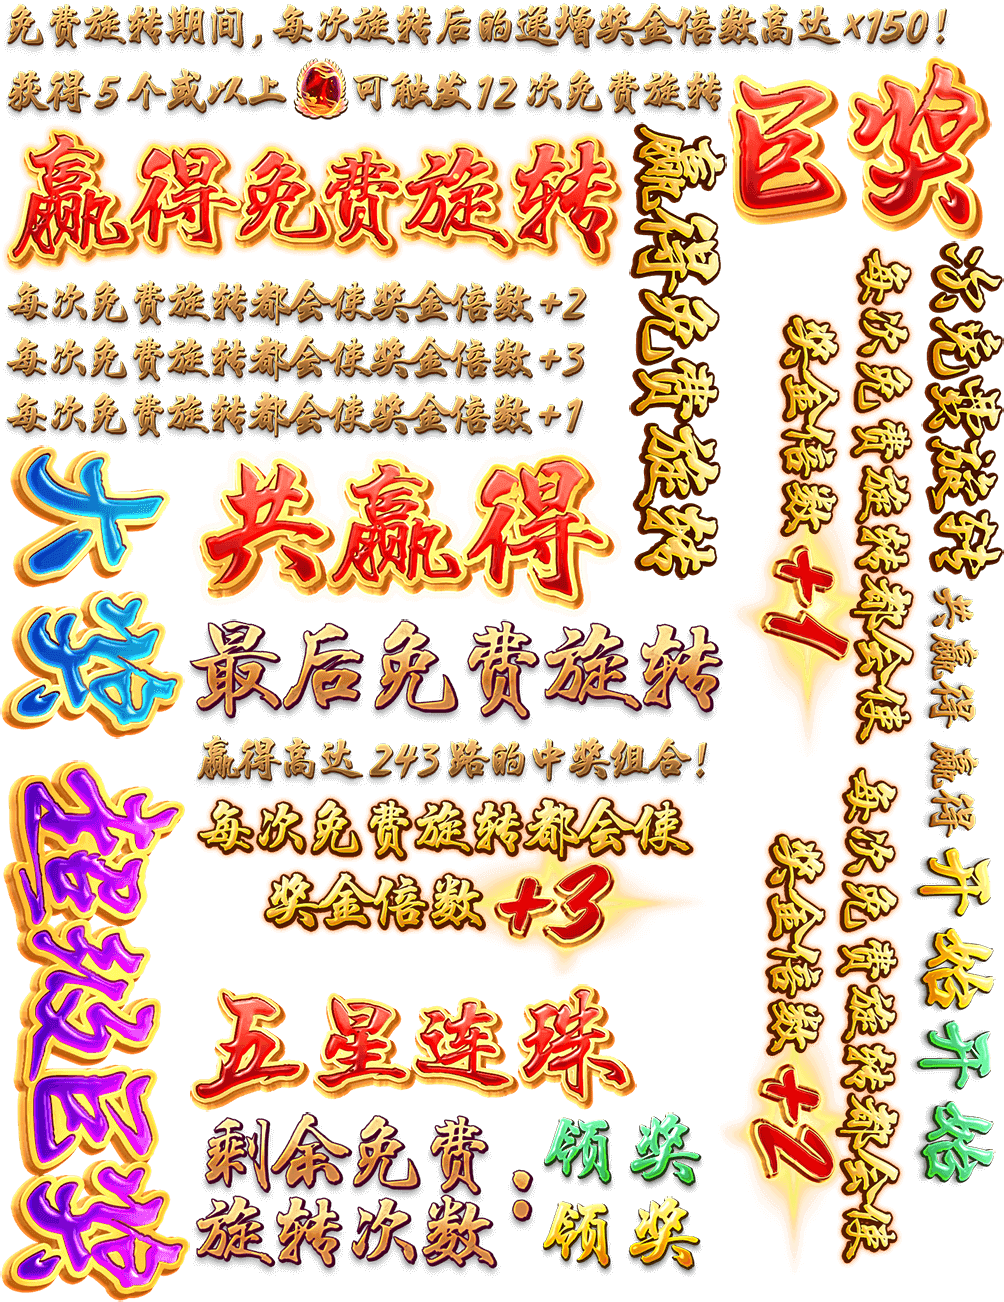 免费旋转期间,每次旋转后的递增奖金倍数高达x150!
获得5个或以上 可触发12次免费旋转
巨奖
赢得免费旋转
赢得免费旋转
次免费旋转
每次免费旋转都会使
奖金倍数
+1
每次免费旋转都会使奖金倍数+2
每次免费旋转都会使奖金倍数+3
每次免费旋转都会使奖金倍数+1
大奖
共赢得
共赢得
赢得
最后免费旋转
赢得高达243路的中奖组合!
每次免费旋转都会使
奖金倍数+3
每次免费旋转都会使
奖金倍数
+2
开始
开始
超级巨奖
五星连珠
剩余免费
旋转次数:
领奖
领奖